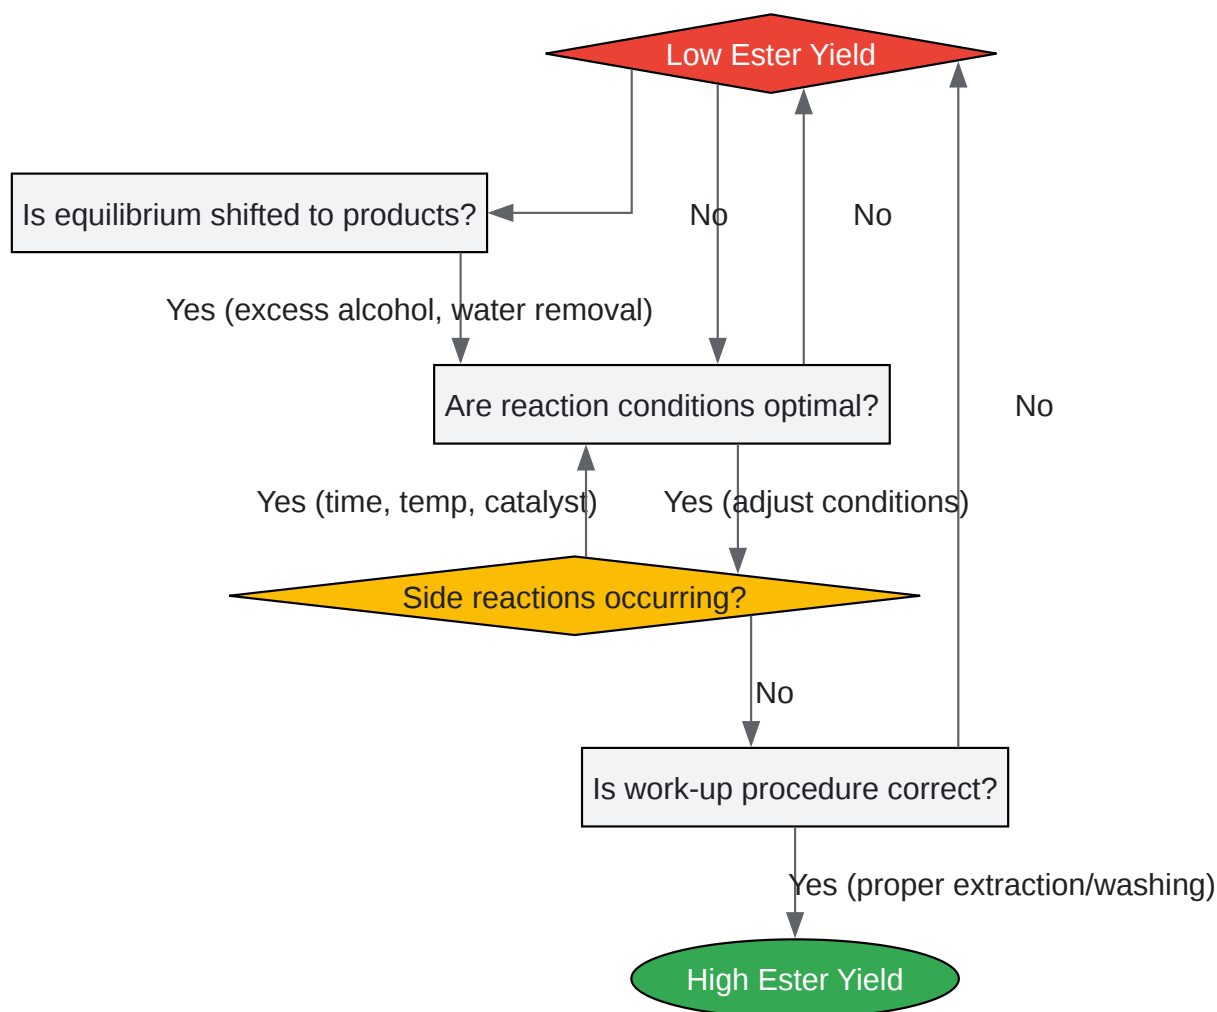 Low Ester Yield
Is equilibrium shifted to products?
No
No
Yes (excess alcohol, water removal)
Are reaction conditions optimal?
No
Yes (time, temp, catalyst)
Yes (adjust conditions)
Side reactions occurring?
No
Is work-up procedure correct?
Yes (proper extraction/washing)
High Ester Yield